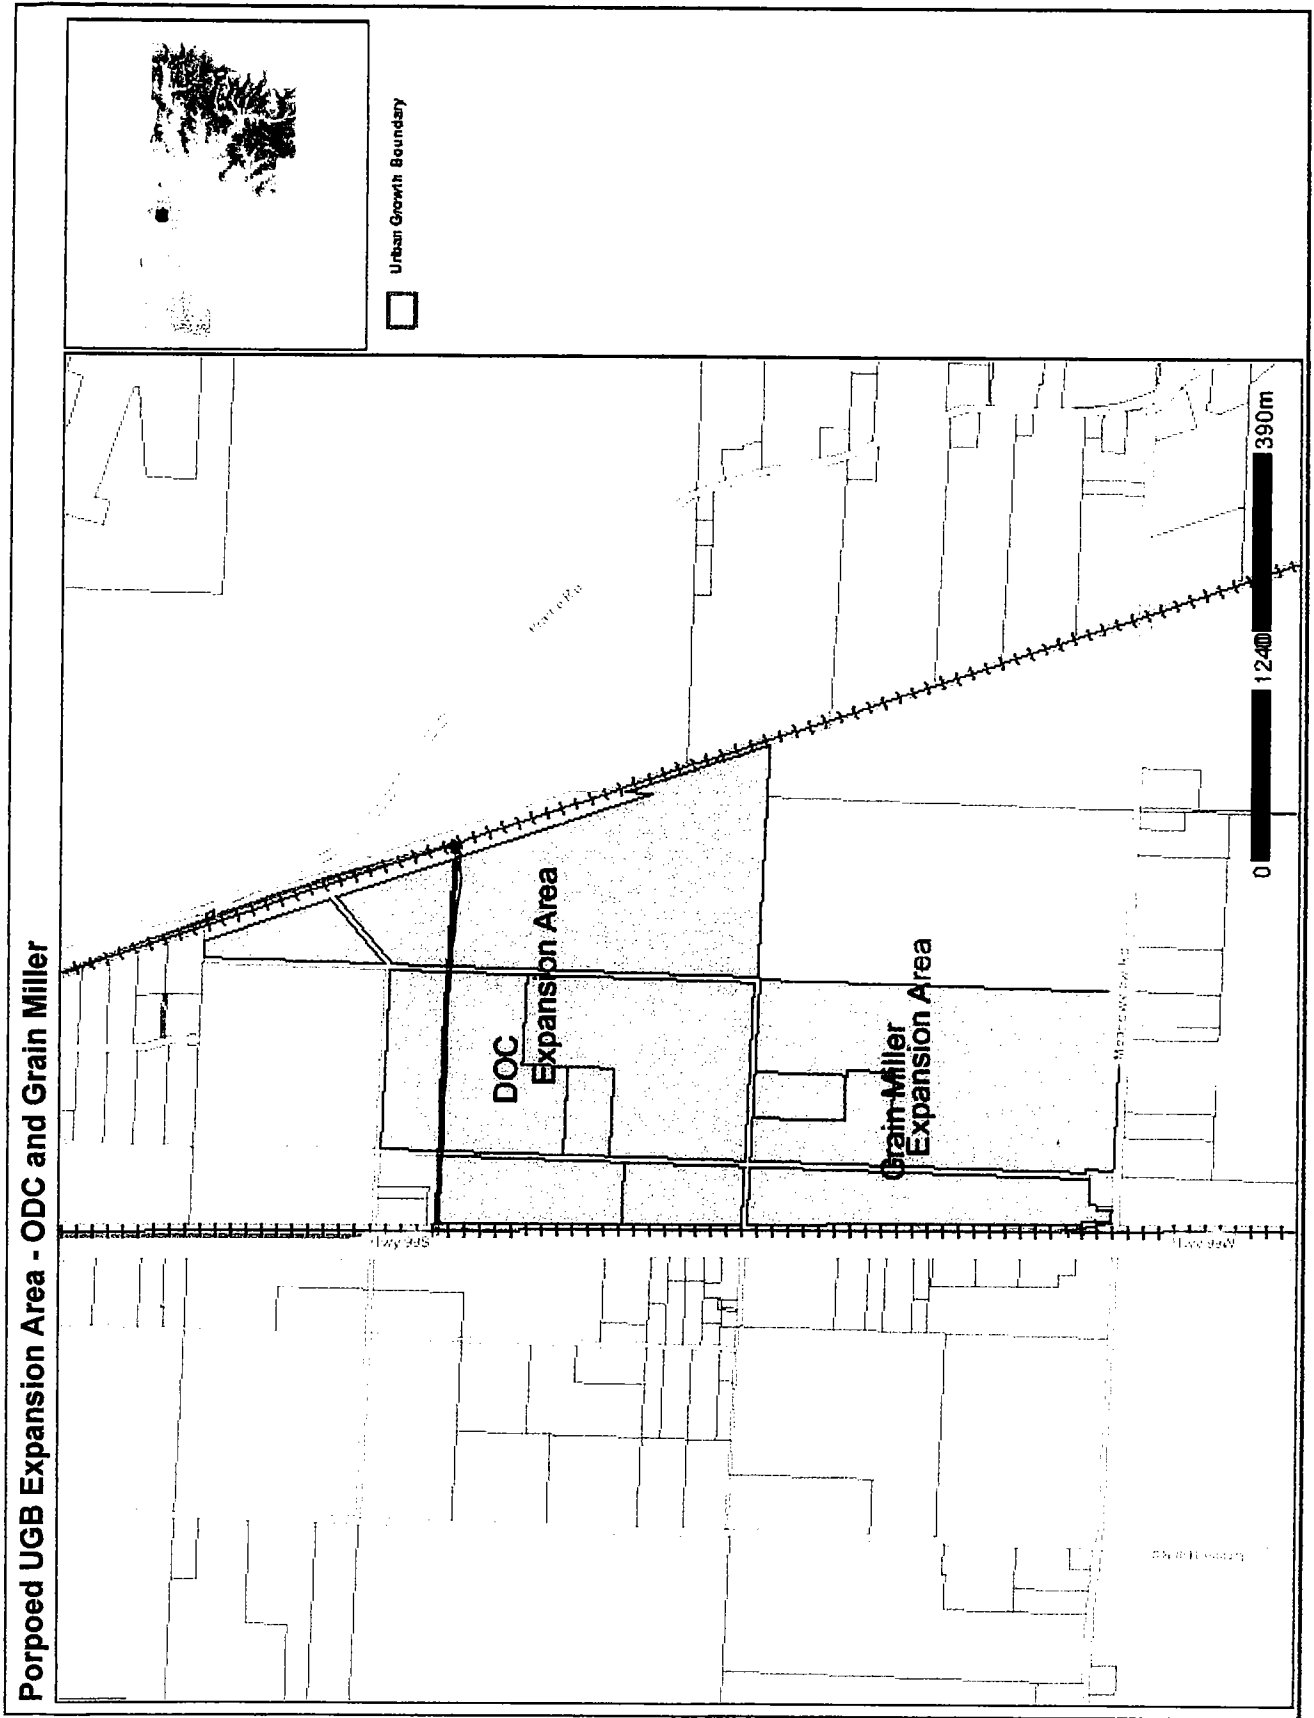 Porpoed UGB Expansion Area - ODC and Grain Miller
Urban Growth Boundary
DOC
Expansion Area
Grain Miller
Expansion Area
0
1240
390m